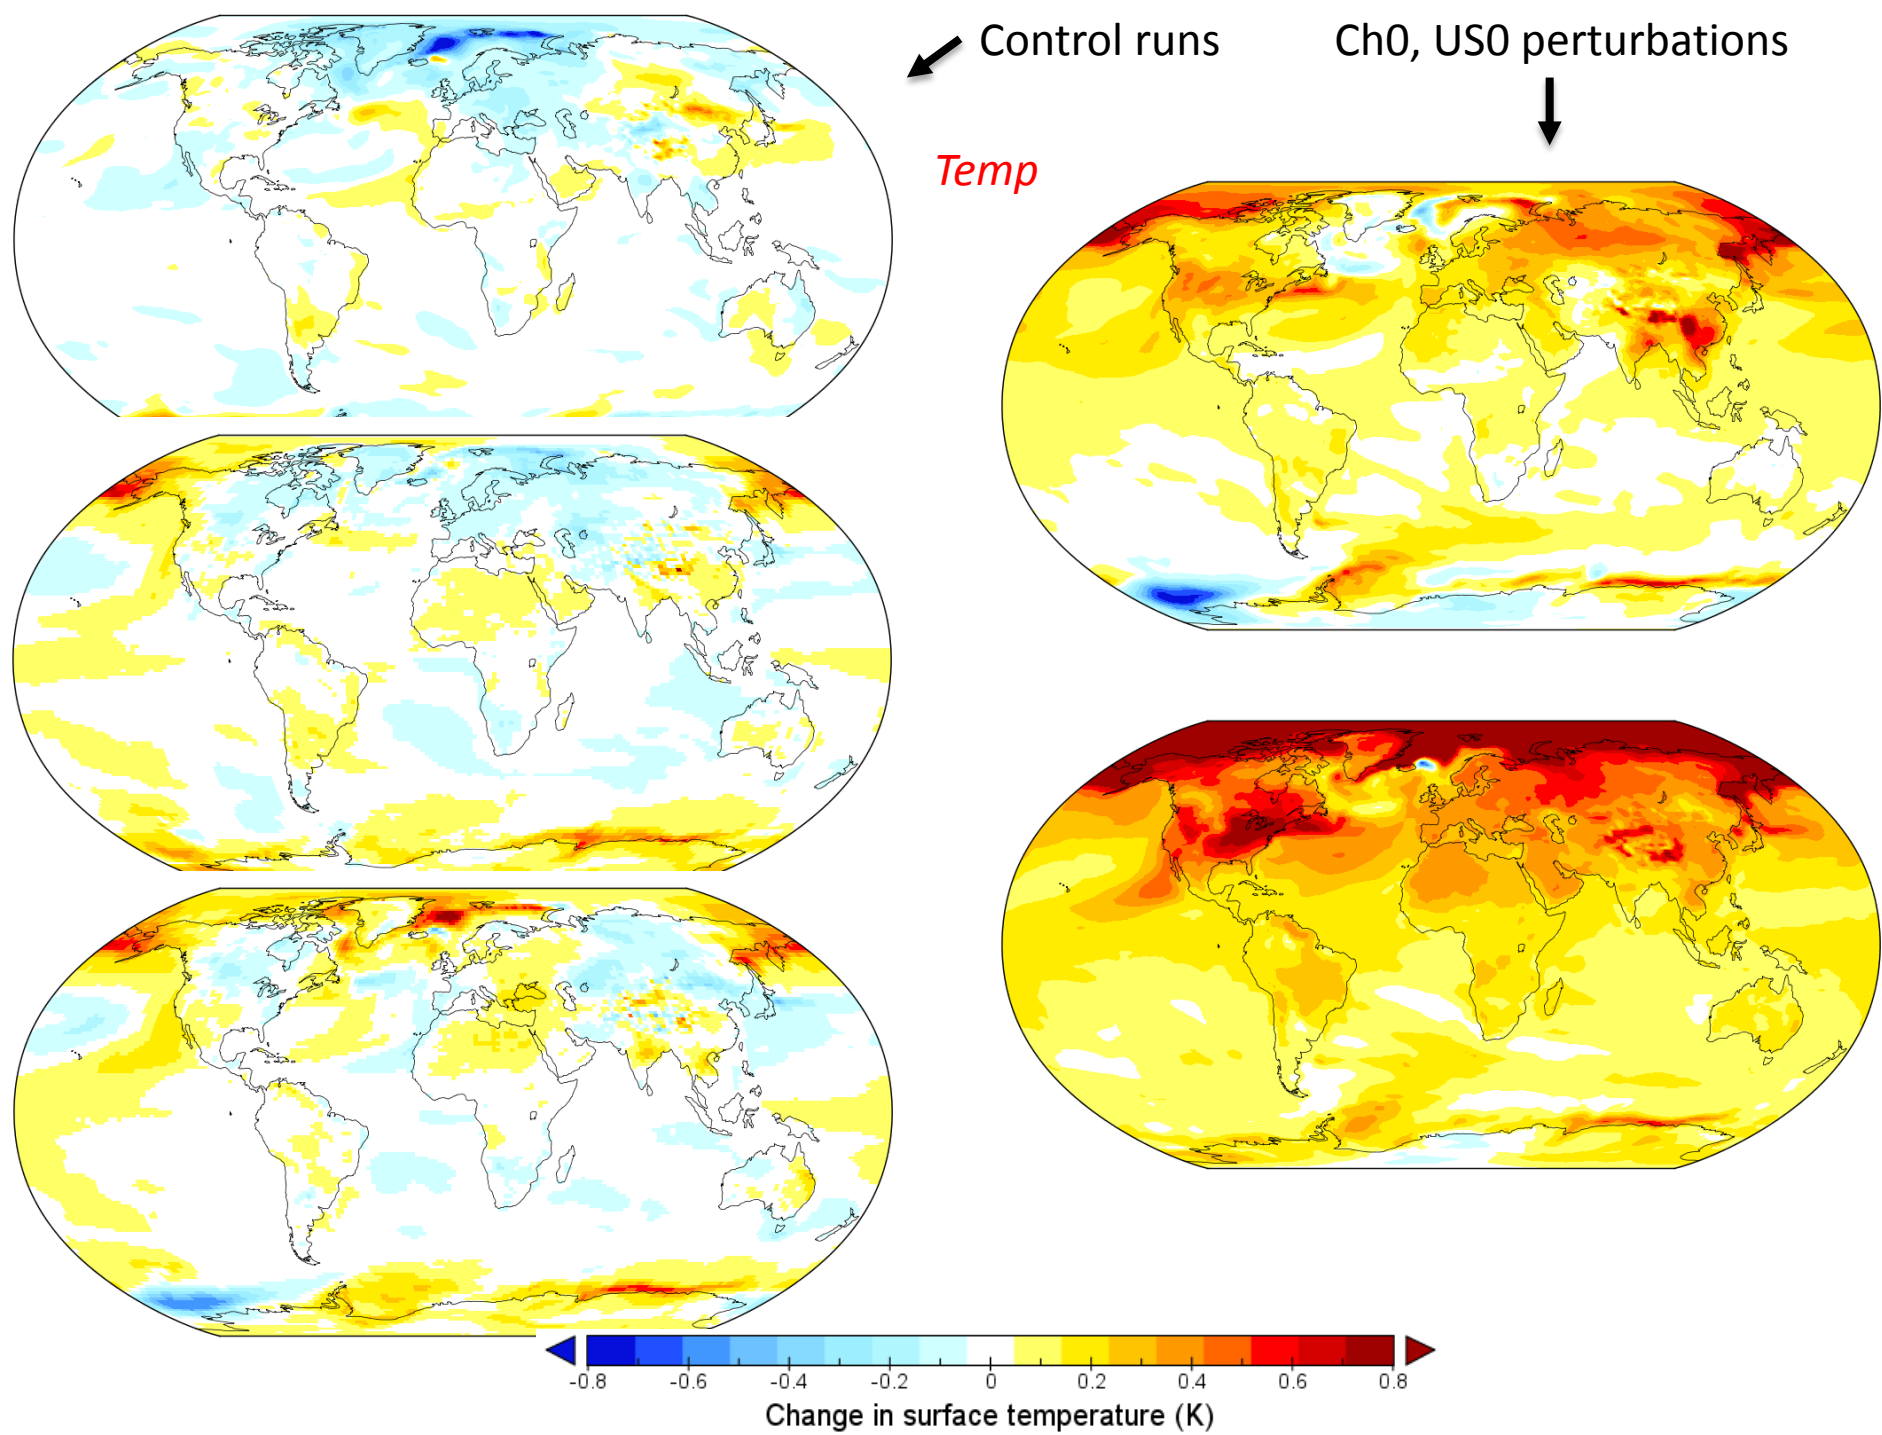 Control runs
Ch0, US0 perturbations
Temp
-0.8 -0.6 -0.4 -0.2 0 0.2 0.4 0.6 0.8
Change in surface temperature (K)